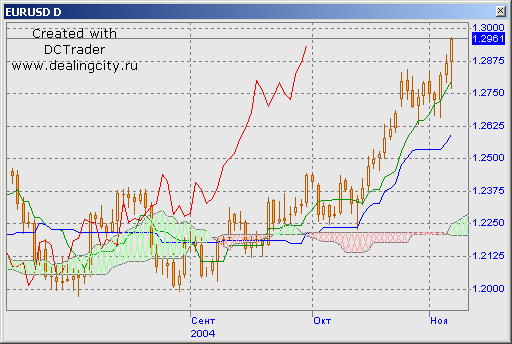 EURUSD D
Created with
DCTrader
www.dealingcity.ru
1.3000
1.2961
1.2875
1.2750
1.2625
1.2500
1.2375
1.2250
1.2125
1.2000
Сент
Окт
Ноя
2004